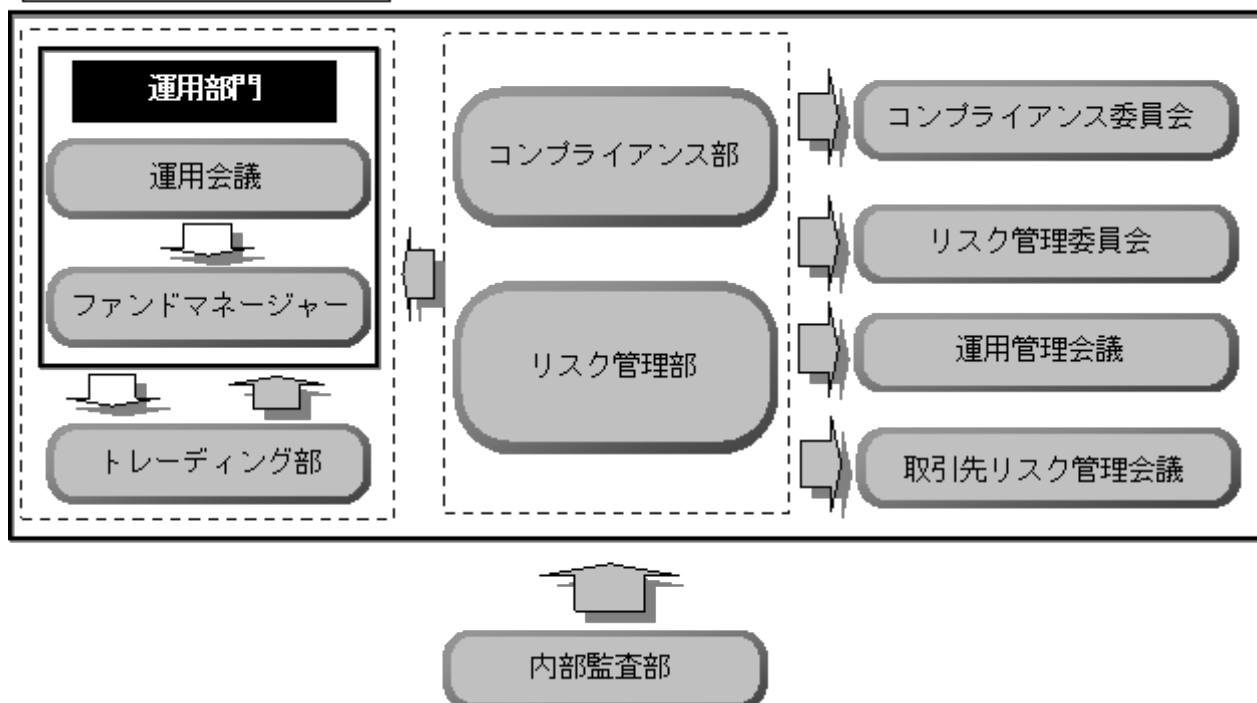 運用部門
運用会議
ファンドマネージャー
トレーディング部
コンプライアンス部
リスク管理部
コンプライアンス委員会
リスク管理委員会
運用管理会議
取引先リスク管理会議
内部監査部